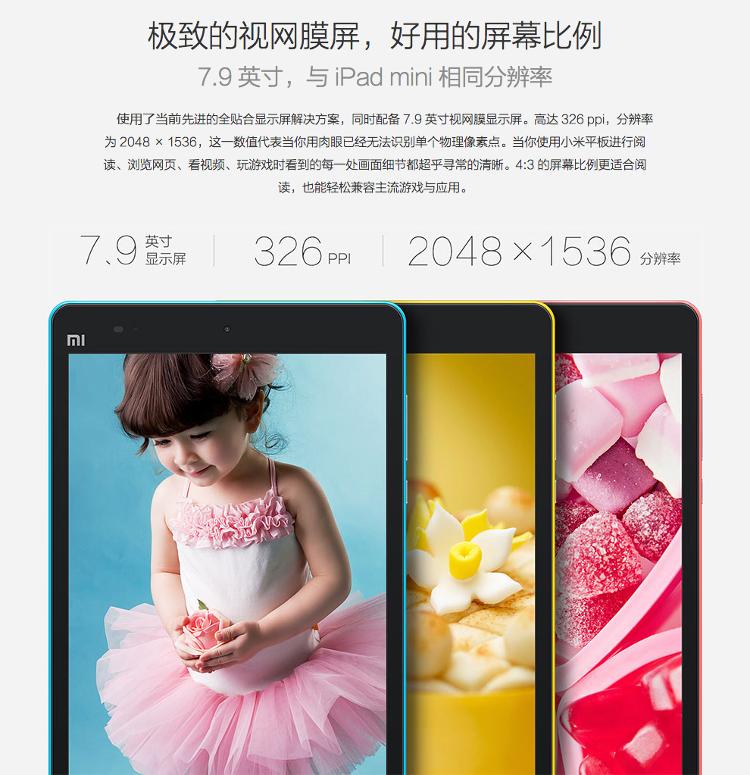 极致的视网膜屏，好用的屏幕比例
7.9 英寸，与 iPad mini 相同分辨率
使用了当前先进的全贴合显示屏解决方案，同时配备 7.9 英寸视网膜显示屏。高达 326 ppi，分辨率
为 2048 × 1536，这一数值代表当你用肉眼已经无法识别单个物理像素点。当你使用小米平板进行阅
读、浏览网页、看视频、玩游戏时看到的每一处画面细节都超乎寻常的清晰。4:3 的屏幕比例更适合阅
读，也能轻松兼容主流游戏与应用。
7.9 英寸
显示屏
326 PPI
2048×1536 分辨率
mi